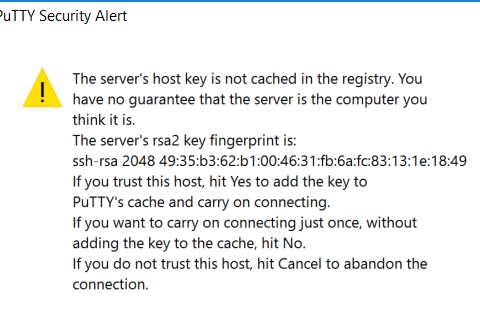 PuTTY Security Alert
The server's host key is not cached in the registry. You
have no guarantee that the server is the computer you
think it is.
The server's rsa2 key fingerprint is:
ssh-rsa 2048 49:35:b3:62:b1:00:46:31:fb:6a:fc:83:13:1e:18:49
If you trust this host, hit Yes to add the key to
PuTTY's cache and carry on connecting.
If you want to carry on connecting just once, without
adding the key to the cache, hit No.
If you do not trust this host, hit Cancel to abandon the
connection.